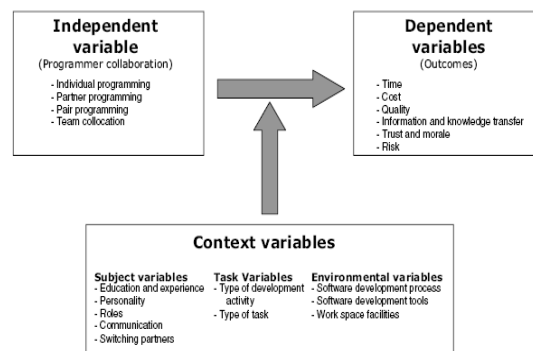 Independent
variable
(Programmer collaboration)
- Individual programming
- Partner programming
- Pair programming
- Team collocation
Dependent
variables
(Outcomes)
- Time
- Cost
- Quality
- Information and knowledge transfer
- Trust and morale
- Risk
Context variables
Subject variables
- Education and experience
- Personality
- Roles
- Communication
- Switching partners
Task Variables
- Type of development
activity
- Type of task
Environmental variables
- Software development process
- Software development tools
- Work space facilities